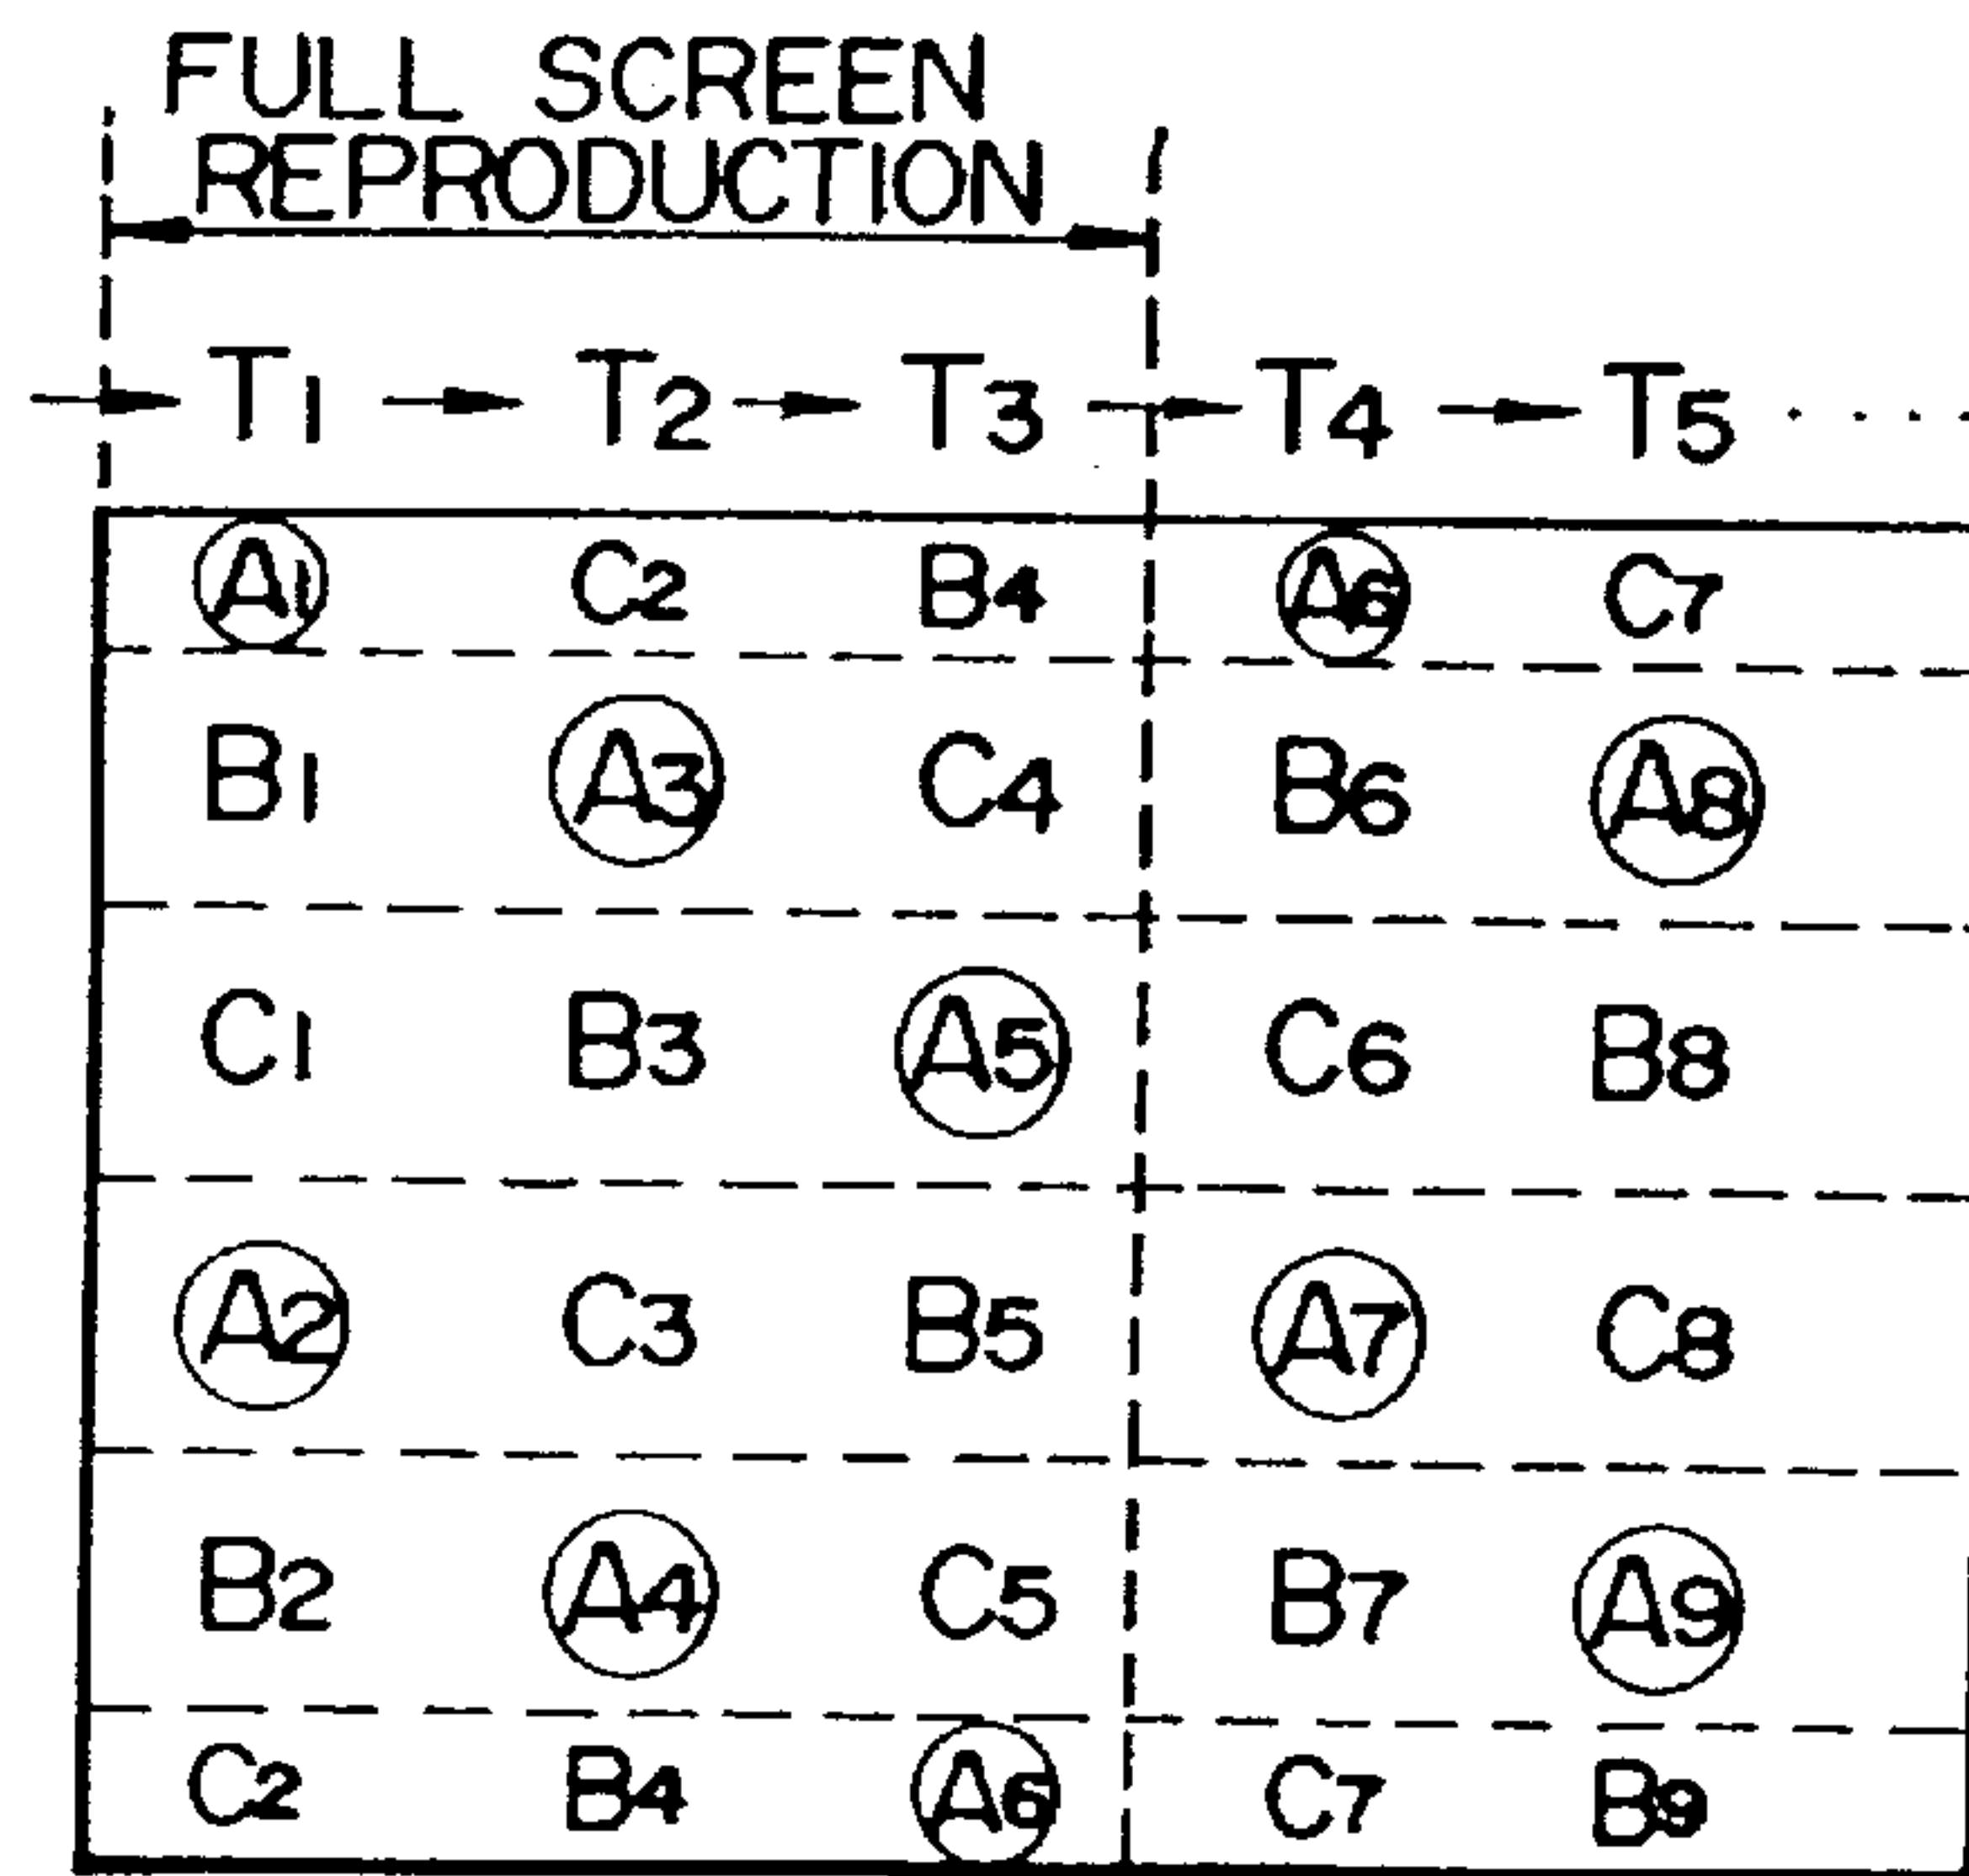 FULL SCREEN
REPRODUCTION
T1 T2 T3 T4 T5 ....
A1 C2 B4 A6 C7
B1 A3 C4 B6 A8
C1 B3 A5 C6 B8
A2 C3 B5 A7 C8
B2 A4 C5 B7 A9
C2 B4 A6 C7 B9